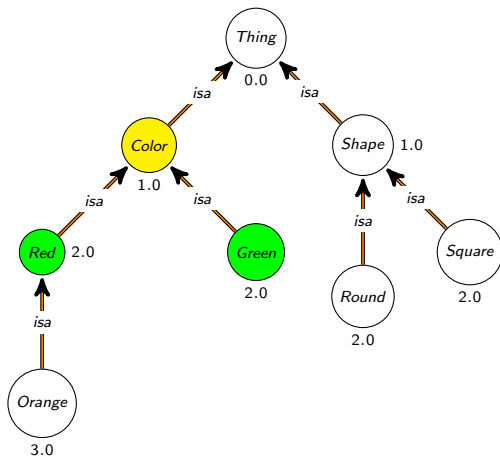 Thing
0.0
isa
isa
Color
1.0
Shape
1.0
isa
isa
isa
isa
Red
2.0
Green
2.0
Square
2.0
Round
2.0
isa
Orange
3.0